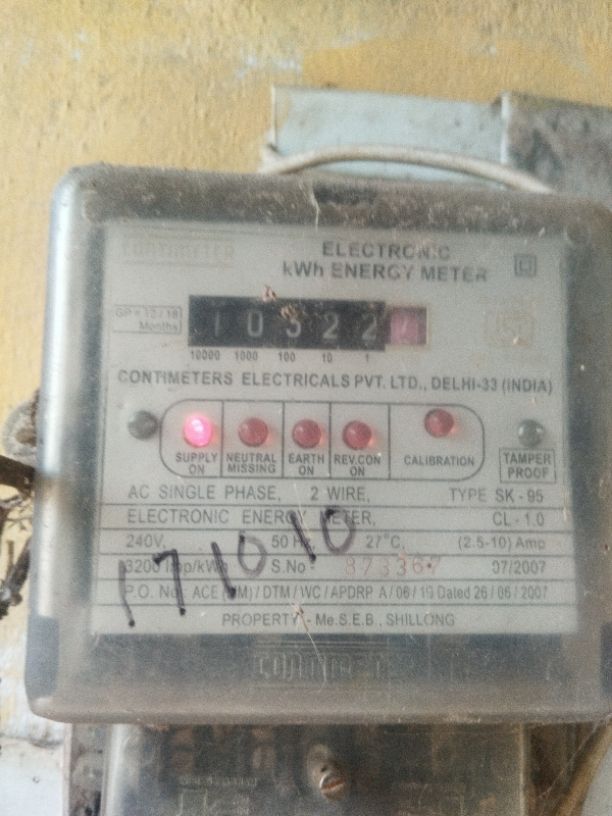 CONTIMETER
ELECTRONIC
kWh ENERGY METER
GP = 12 / 18
Months
10322
10000 1000 100 10 1
CONTIMETERS ELECTRICALS PVT. LTD., DELHI-33 (INDIA)
SUPPLY ON
NEUTRAL MISSING
EARTH ON
REV.CON ON
CALIBRATION
TAMPER PROOF
AC SINGLE PHASE, 2 WIRE, TYPE SK - 95
ELECTRONIC ENERGY METER, CL - 1.0
240V, 50 Hz 27°C, (2.5-10) Amp
3200 Imp/kWh S.No - 873367 07/2007
P.O. No. ACE (MM) / DTM / WC / APDRP A / 06 / 19 Dated 26 / 06 / 2007
171010
PROPERTY - Me.S.E.B., SHILLONG